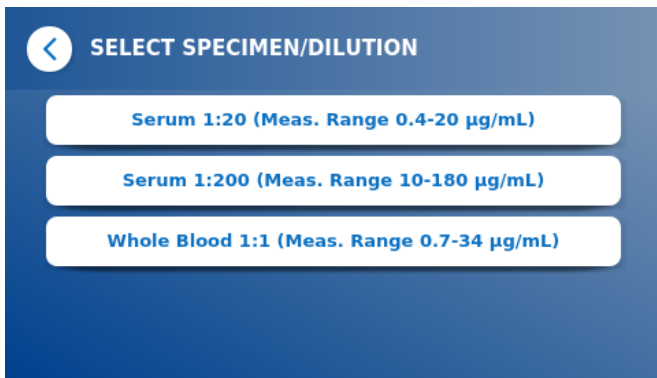 SELECT SPECIMEN/DILUTION
Serum 1:20 (Meas. Range 0.4-20 µg/mL)
Serum 1:200 (Meas. Range 10-180 µg/mL)
Whole Blood 1:1 (Meas. Range 0.7-34 µg/mL)